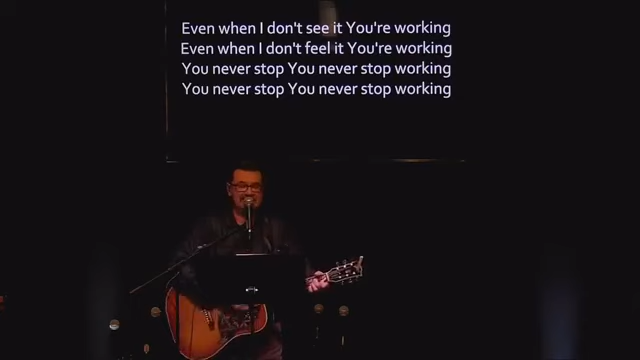 Even when I don't see it You're working
Even when I don't feel it You're working
You never stop You never stop working
You never stop You never stop working